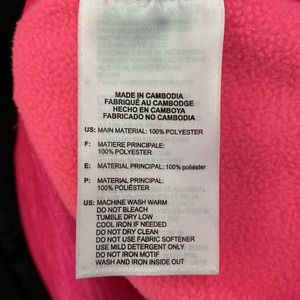 MADE IN CAMBODIA
FABRIQUÉ AU CAMBODGE
HECHO EN CAMBOYA
FABRICADO NO CAMBODIA
US: MAIN MATERIAL: 100% POLYESTER
F: MATIERE PRINCIPALE:
100% POLYESTER
E: MATERIAL PRINCIPAL: 100% poliéster
P: MATERIAL PRINCIPAL:
100% POLIÉSTER
US: MACHINE WASH WARM
DO NOT BLEACH
TUMBLE DRY LOW
COOL IRON IF NEEDED
DO NOT DRY CLEAN
DO NOT USE FABRIC SOFTENER
USE MILD DETERGENT ONLY
DO NOT IRON MOTIF
WASH AND IRON INSIDE OUT